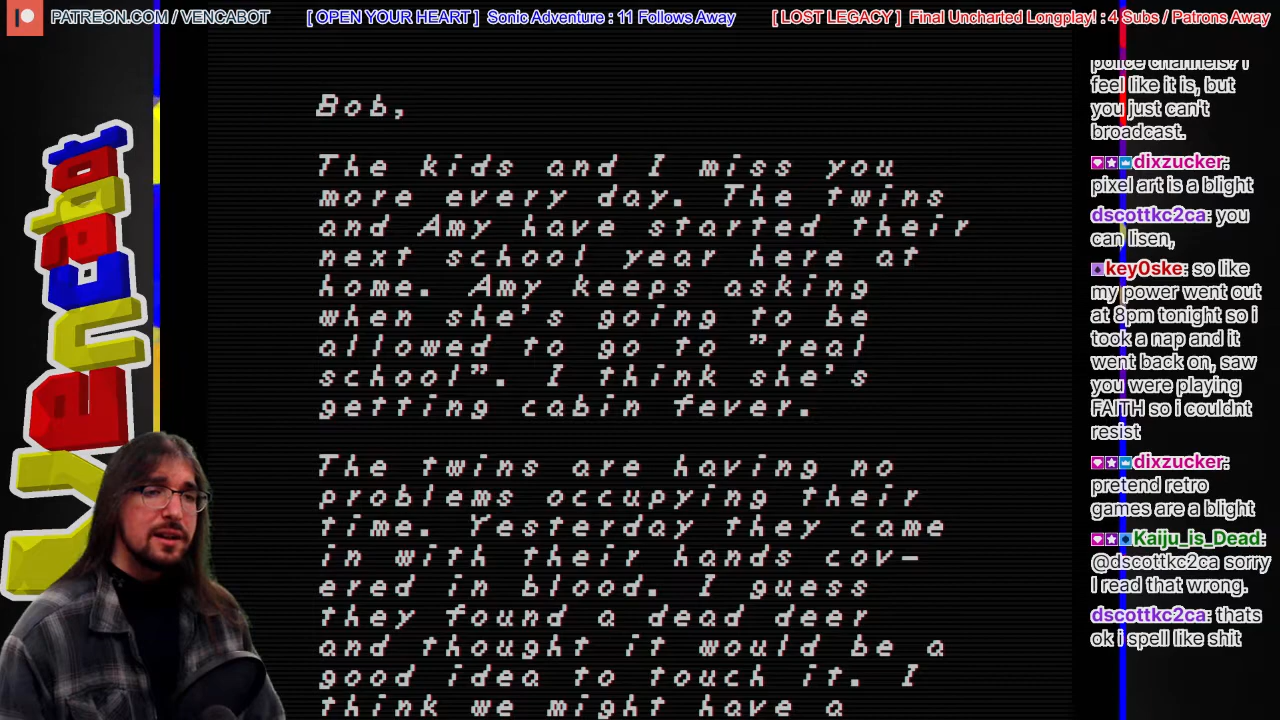 PATREON.COM / VENCABOT
[ OPEN YOUR HEART ] Sonic Adventure : 11 Follows Away
[ LOST LEGACY ] Final Uncharted Longplay! : 4 Subs / Patrons Away
Vencabot
Bob,
The kids and I miss you
more every day. The twins
and Amy have started their
next school year here at
home. Amy keeps asking
when she's going to be
allowed to go to "real
school". I think she's
getting cabin fever.
The twins are having no
problems occupying their
time. Yesterday they came
in with their hands cov-
ered in blood. I guess
they found a dead deer
and thought it would be a
good idea to touch it. I
think we might have a
police channels? I
feel like it is, but
you just can't
broadcast.
dixzucker:
pixel art is a blight
dscottkc2ca: you
can lisen,
key0ske: so like
my power went out
at 8pm tonight so i
took a nap and it
went back on, saw
you were playing
FAITH so i couldnt
resist
dixzucker:
pretend retro
games are a blight
Kaiju_is_Dead:
@dscottkc2ca sorry
I read that wrong.
dscottkc2ca: thats
ok i spell like shit